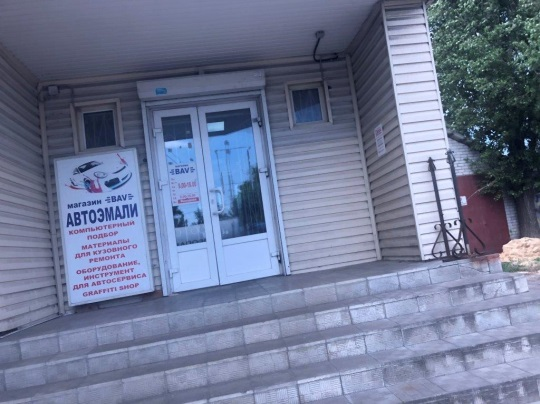 магазин BAV
АВТОЭМАЛИ
КОМПЬЮТЕРНЫЙ
ПОДБОР
МАТЕРИАЛЫ
ДЛЯ КУЗОВНОГО
РЕМОНТА
ОБОРУДОВАНИЕ,
ИНСТРУМЕНТ
ДЛЯ АВТОСЕРВИСА
GRAFFITI SHOP
BAV